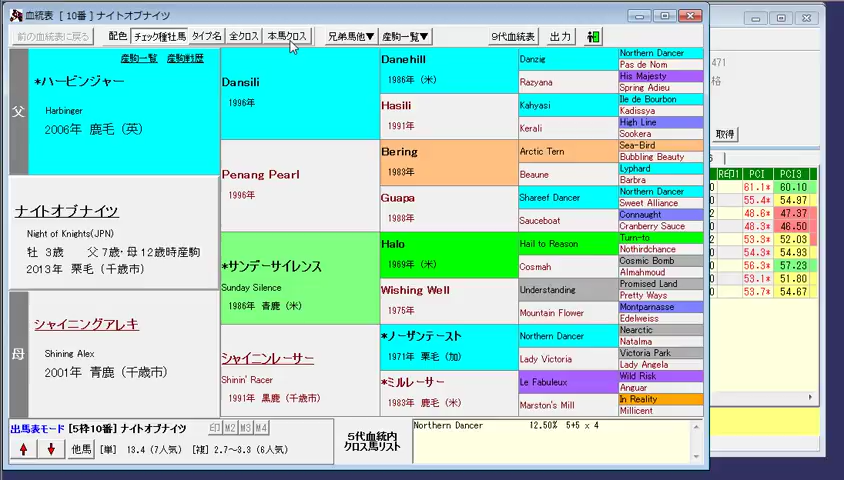 血統表 [ 10番 ] ナイトオブナイツ
前の血統表に戻る 配色 チェック種牡馬 タイプ名 全クロス 本馬クロス 兄弟馬他▼ 産駒一覧▼ 9代血統表 出力
父
産駒一覧 産駒戦歴
*ハービンジャー
Harbinger
2006年 鹿毛 (英)
ナイトオブナイツ
Night of Knights(JPN)
牡 3歳 父7歳・母12歳時産駒
2013年 栗毛 (千歳市)
母
シャイニングアレキ
Shining Alex
2001年 青鹿 (千歳市)
Dansili
1996年
Penang Pearl
1996年
*サンデーサイレンス
Sunday Silence
1986年 青鹿 (米)
シャイニンレーサー
Shinin' Racer
1991年 黒鹿 (千歳市)
Danehill
1986年 (米)
Hasili
1991年
Bering
1983年
Guapa
1988年
Halo
1969年 (米)
Wishing Well
1975年
*ノーザンテースト
1971年 栗毛 (加)
*ミルレーサー
1983年 鹿毛 (米)
Danzig
Razyana
Kahyasi
Kerali
Arctic Tern
Beaune
Shareef Dancer
Sauceboat
Hail to Reason
Cosmah
Understanding
Mountain Flower
Northern Dancer
Lady Victoria
Le Fabuleux
Marston's Mill
Northern Dancer
Pas de Nom
His Majesty
Spring Adieu
Ile de Bourbon
Kadissya
High Line
Sookera
Sea-Bird
Bubbling Beauty
Lyphard
Barbra
Northern Dancer
Sweet Alliance
Connaught
Cranberry Sauce
Turn-to
Nothirdchance
Cosmic Bomb
Almahmoud
Promised Land
Pretty Ways
Montparnasse
Edelweiss
Nearctic
Natalma
Victoria Park
Lady Angela
Wild Risk
Anguar
In Reality
Millicent
出馬表モード [5枠10番] ナイトオブナイツ 印 M2 M3 M4
他馬 [単] 13.4 (7人気) [複] 2.7～3.3 (6人気)
5代血統内
クロス馬リスト
Northern Dancer 12.50% 5+5 x 4
471
格
取得
RED1 PCI PCI3
61.1* 60.10
55.4* 54.97
48.6* 47.37
48.3* 46.50
53.3* 52.03
54.3* 54.93
56.3* 57.23
53.1* 51.80
53.7* 54.67